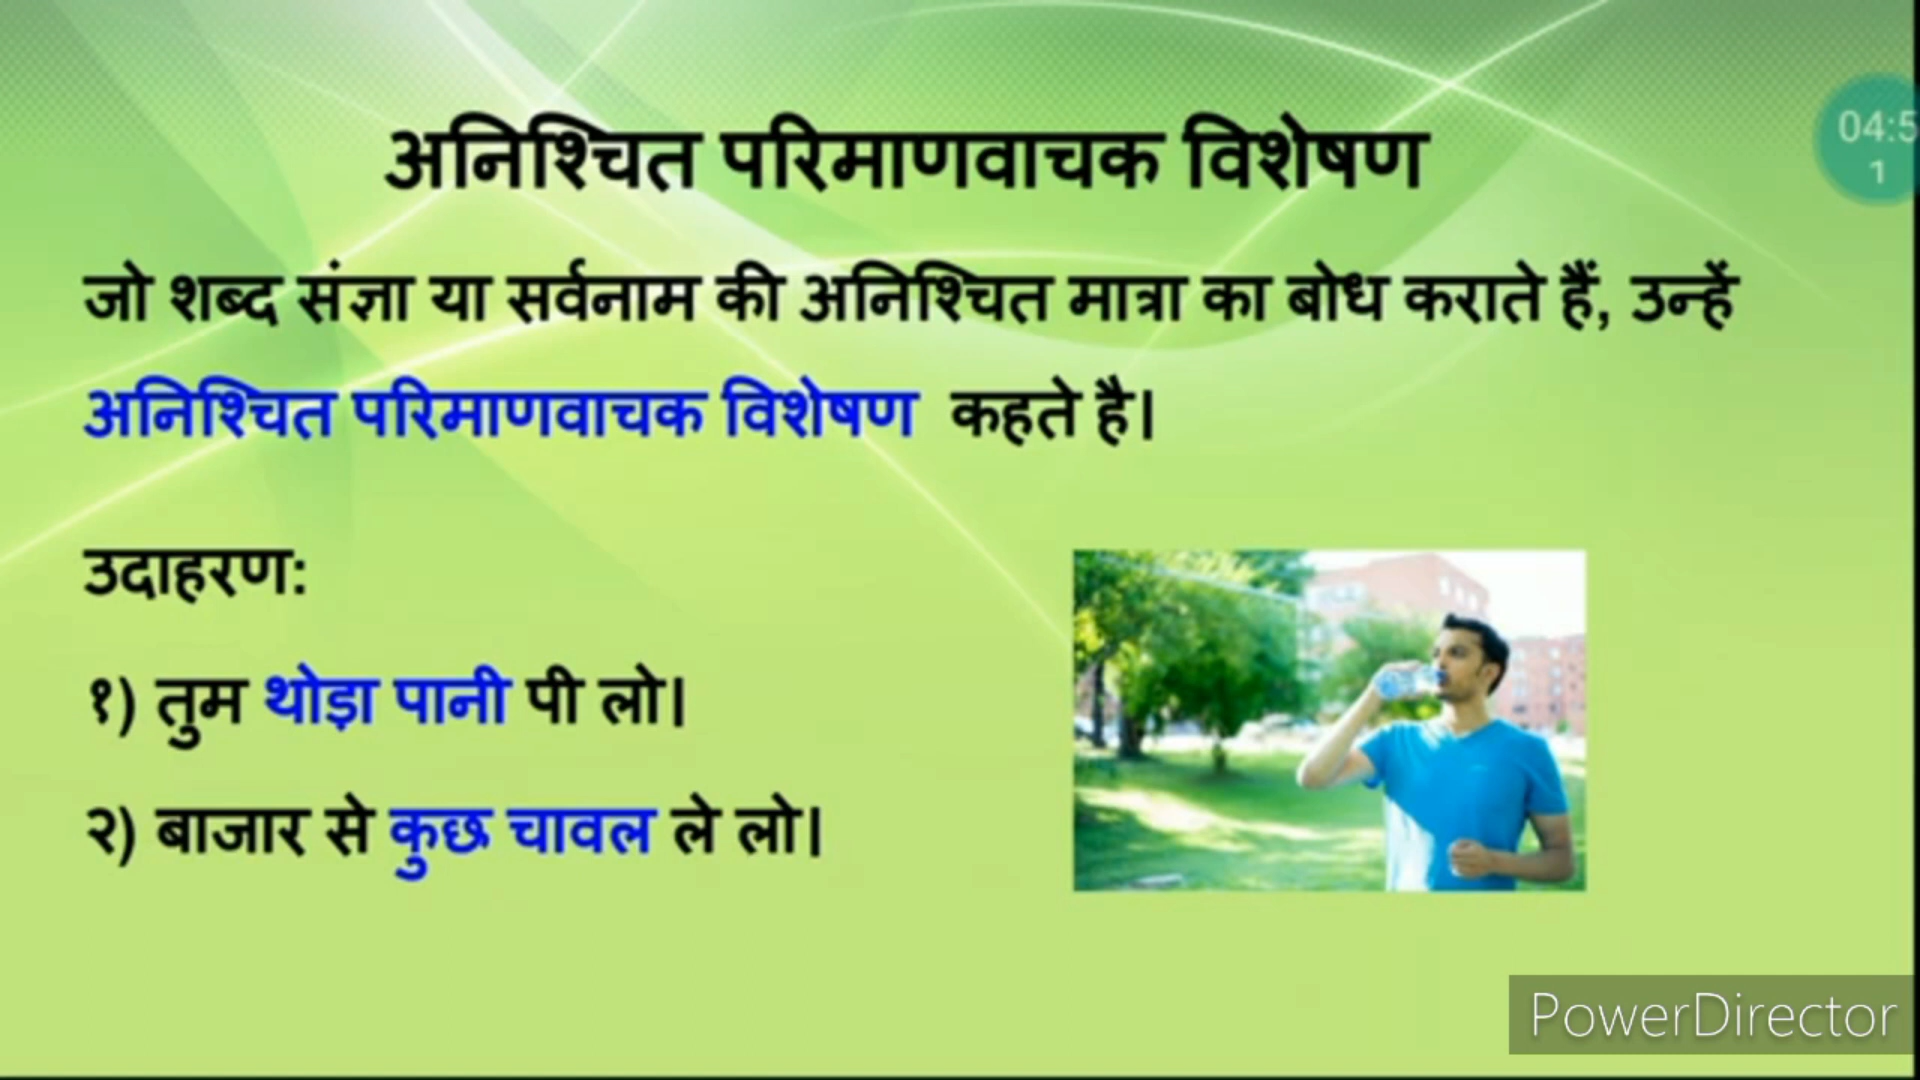 अनिश्चित परिमाणवाचक विशेषण
04:5
1
जो शब्द संज्ञा या सर्वनाम की अनिश्चित मात्रा का बोध कराते हैं, उन्हें
अनिश्चित परिमाणवाचक विशेषण कहते है।
उदाहरण:
१) तुम थोड़ा पानी पी लो।
२) बाजार से कुछ चावल ले लो।
PowerDirector